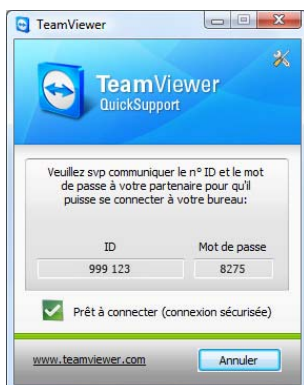 TeamViewer
TeamViewer
QuickSupport
Veuillez svp communiquer le n° ID et le mot
de passe à votre partenaire pour qu'il
puisse se connecter à votre bureau:
ID Mot de passe
999 123 8275
Prêt à connecter (connexion sécurisée)
www.teamviewer.com Annuler